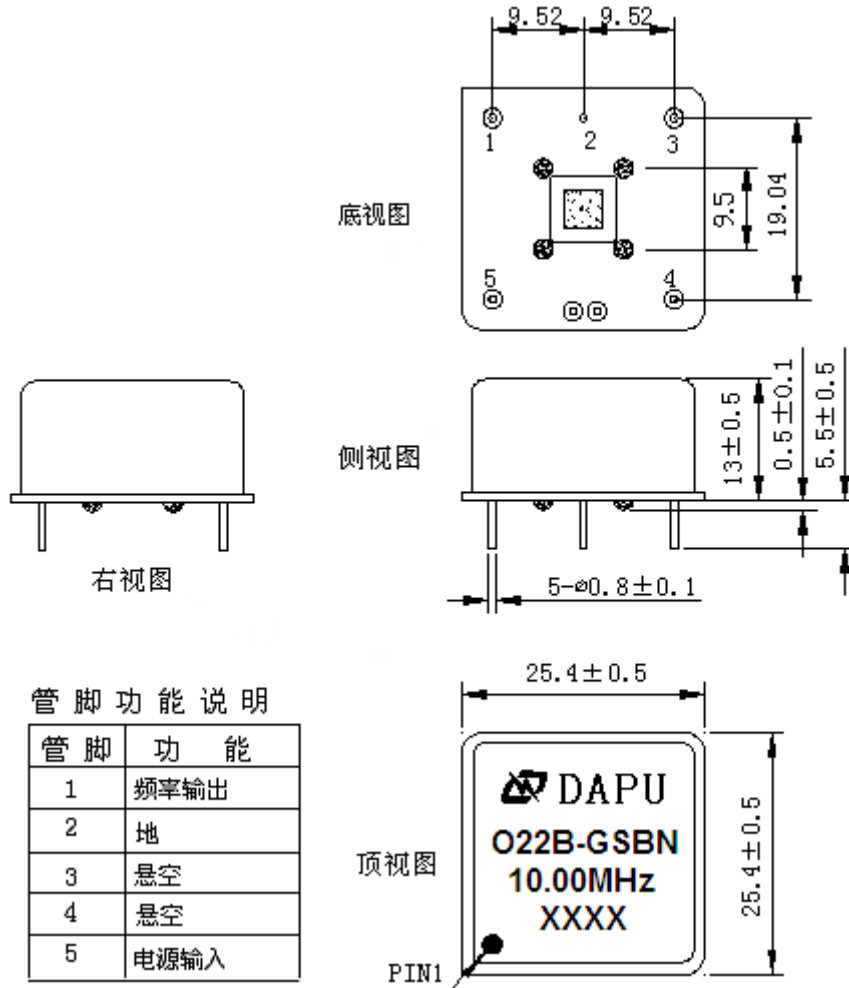 9.52 9.52
1 2 3
底视图
9.5
19.04
5 4
侧视图
13±0.5
0.5±0.1
5.5±0.5
右视图
5-⌀0.8±0.1
管脚功能说明
管脚 功能
1 频率输出
2 地
3 悬空
4 悬空
5 电源输入
25.4±0.5
顶视图
DAPU
O22B-GSBN
10.00MHz
XXXX
25.4±0.5
PIN1